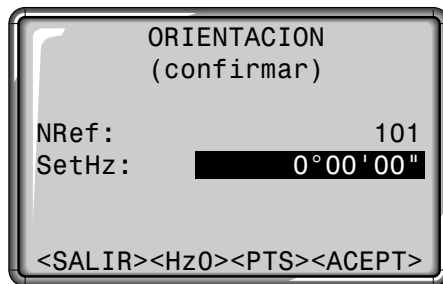 ORIENTACION
(confirmar)
NRef: 101
SetHz: 0°00'00"
<SALIR><Hz0><PTS><ACEPT>